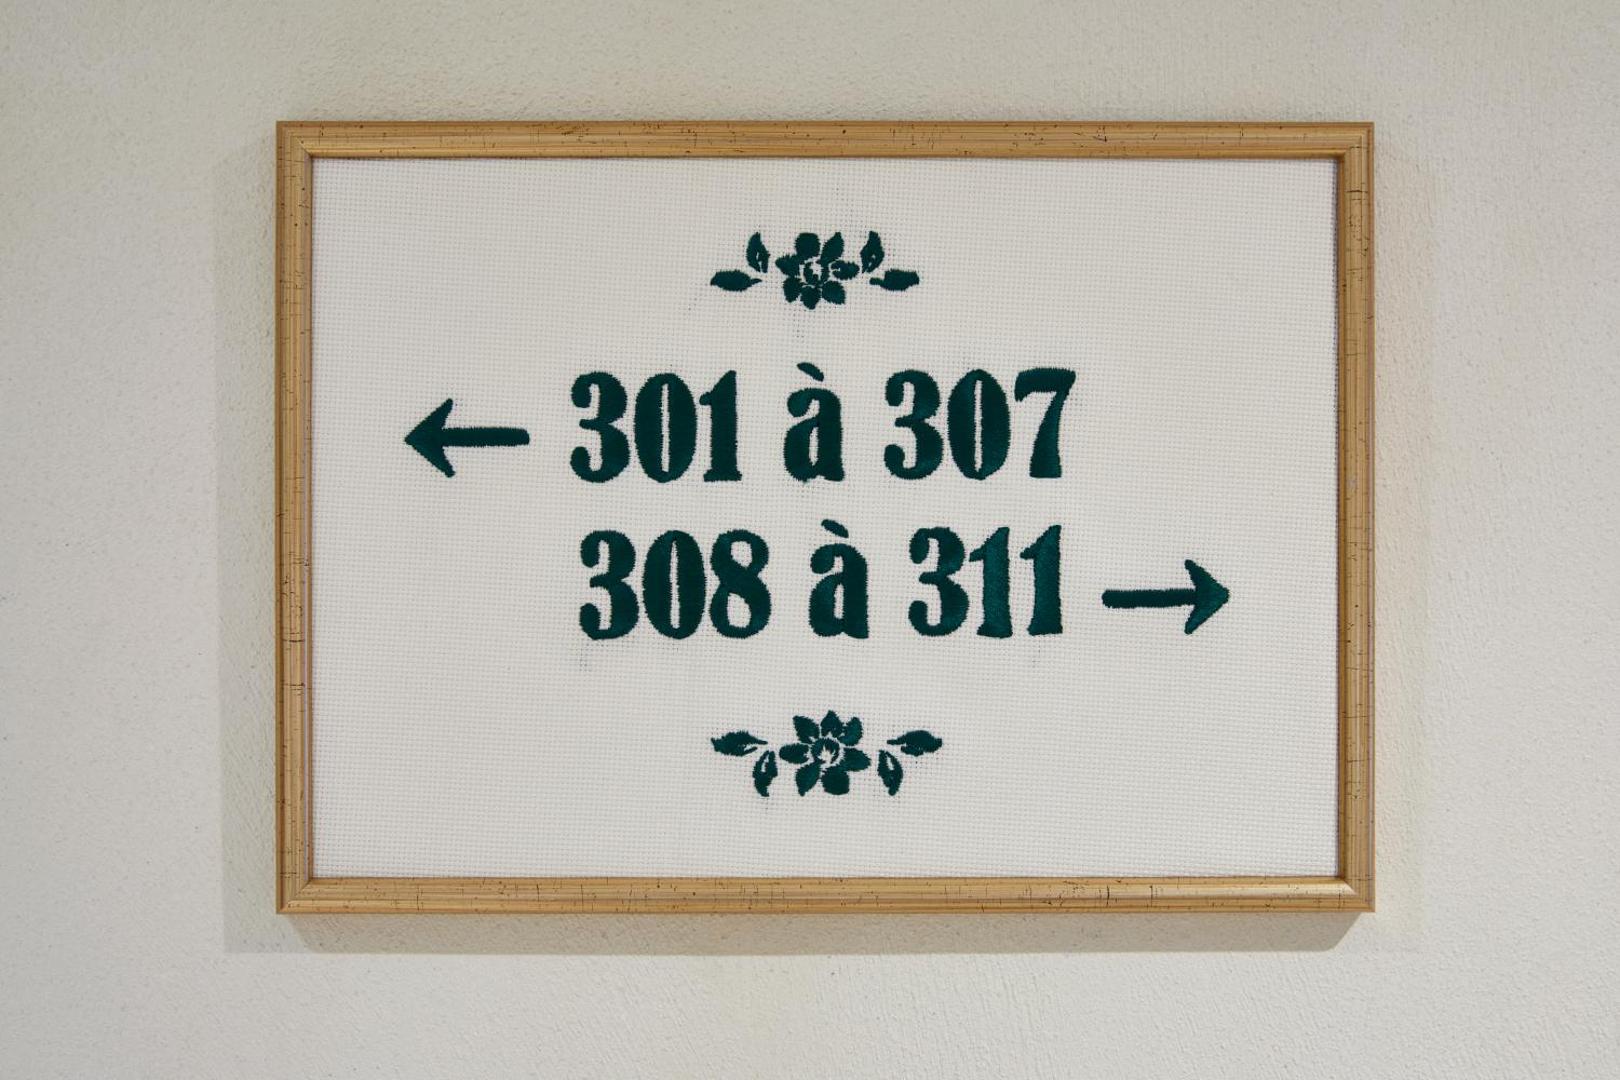 ← 301 à 307
308 à 311 →